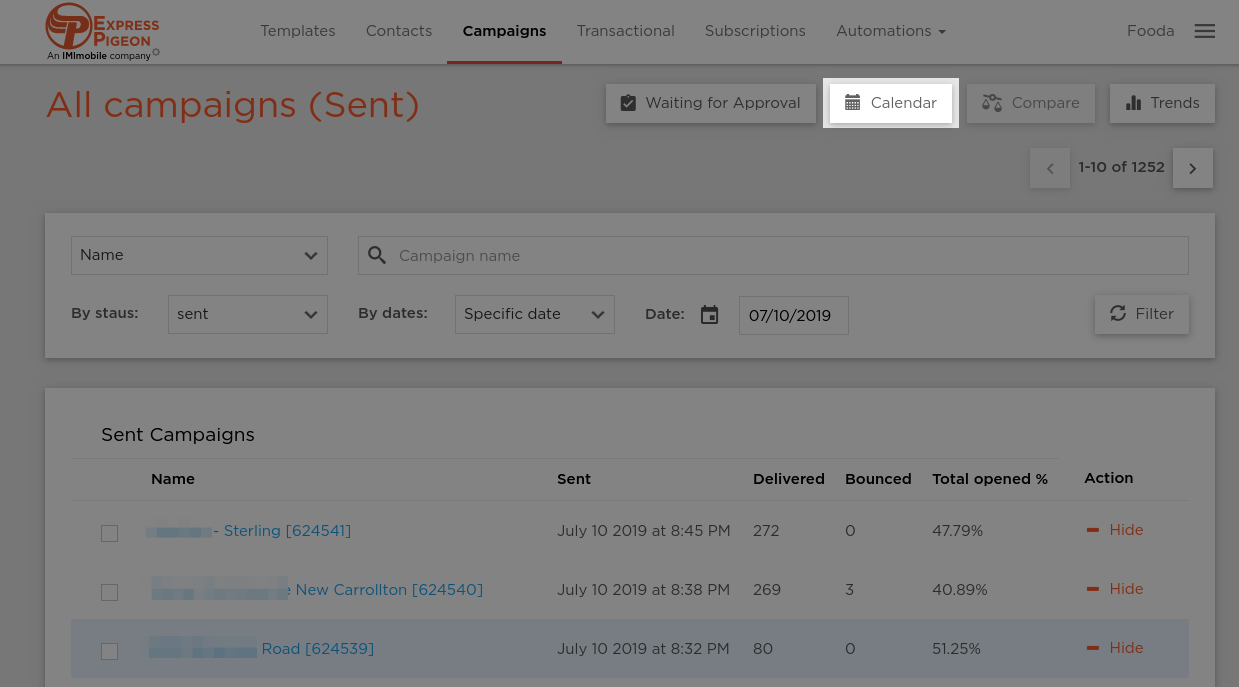 EXPRESS
PIGEON
An IMImobile company
Templates Contacts Campaigns Transactional Subscriptions Automations Fooda
All campaigns (Sent)
Waiting for Approval Calendar Compare Trends
1-10 of 1252
Name Campaign name
By staus: sent By dates: Specific date Date: 07/10/2019 Filter
Sent Campaigns
Name Sent Delivered Bounced Total opened % Action
- Sterling [624541] July 10 2019 at 8:45 PM 272 0 47.79% Hide
New Carrollton [624540] July 10 2019 at 8:38 PM 269 3 40.89% Hide
Road [624539] July 10 2019 at 8:32 PM 80 0 51.25% Hide